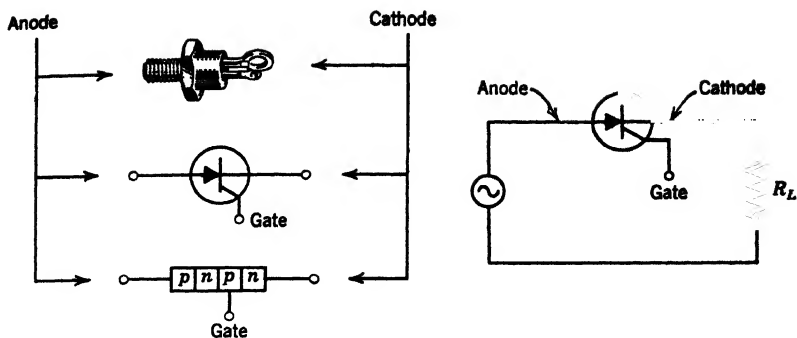 Anode
Cathode
Gate
p n p n
Gate
Anode
Cathode
Gate
R_L